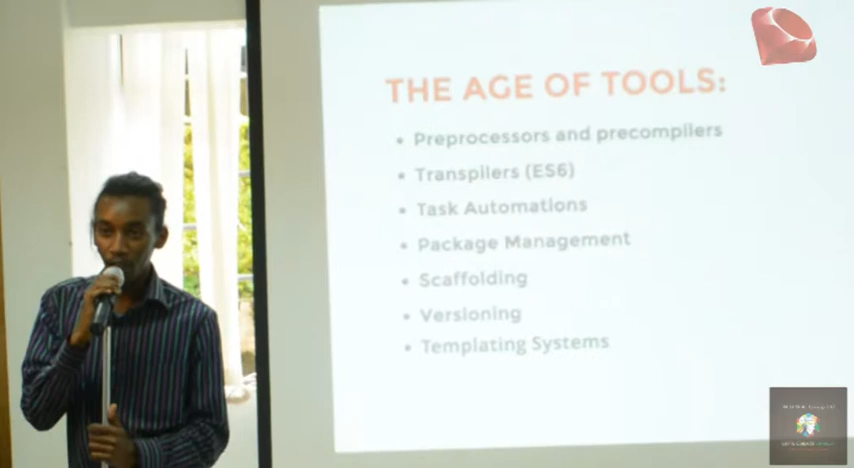 THE AGE OF TOOLS:
• Preprocessors and precompilers
• Transpilers (ES6)
• Task Automations
• Package Management
• Scaffolding
• Versioning
• Templating Systems